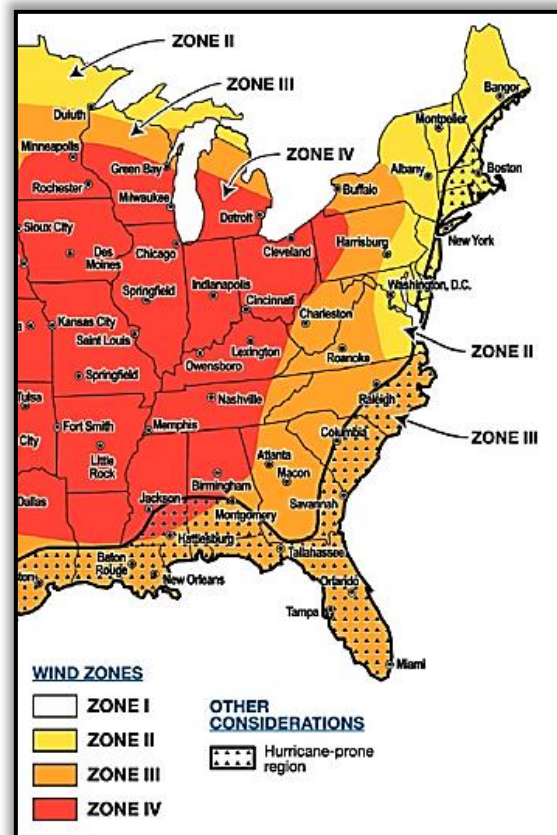 ZONE II
ZONE III
Duluth
Bangor
Montpelier
Minneapolis
Green Bay
ZONE IV
Boston
Albany
Rochester
Buffalo
Milwaukee
Detroit
New York
Sioux City
Harrisburg
Chicago
Cleveland
Des
Moines
Washington, D.C.
Springfield
Indianapolis
Cincinnati
Charleston
Kansas City
Saint Louis
Lexington
Roanoke
ZONE II
Owensboro
Springfield
Nashville
Raleigh
Tulsa
Fort Smith
Memphis
Columbia
ZONE III
City
Little
Rock
Atlanta
Macon
Birmingham
Dallas
Jackson
Savannah
Montgomery
Hattiesburg
Tallahassee
Baton
Rouge
New Orleans
Orlando
Tampa
Miami
WIND ZONES
ZONE I
ZONE II
ZONE III
ZONE IV
OTHER
CONSIDERATIONS
Hurricane-prone
region